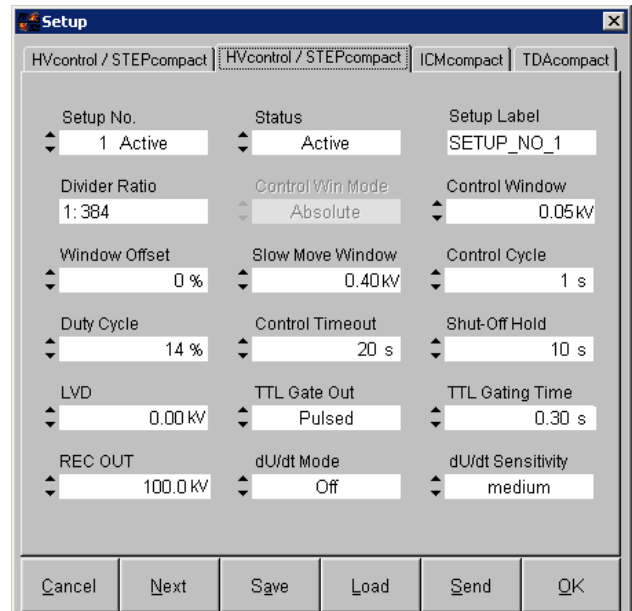 Setup
HVcontrol / STEPcompact HVcontrol / STEPcompact ICMcompact TDAcompact
Setup No. Status Setup Label
1 Active Active SETUP_NO_1
Divider Ratio Control Win Mode Control Window
1:384 Absolute 0.05 kV
Window Offset Slow Move Window Control Cycle
0 % 0.40 kV 1 s
Duty Cycle Control Timeout Shut-Off Hold
14 % 20 s 10 s
LVD TTL Gate Out TTL Gating Time
0.00 kV Pulsed 0.30 s
REC OUT dU/dt Mode dU/dt Sensitivity
100.0 kV Off medium
Cancel Next Save Load Send OK